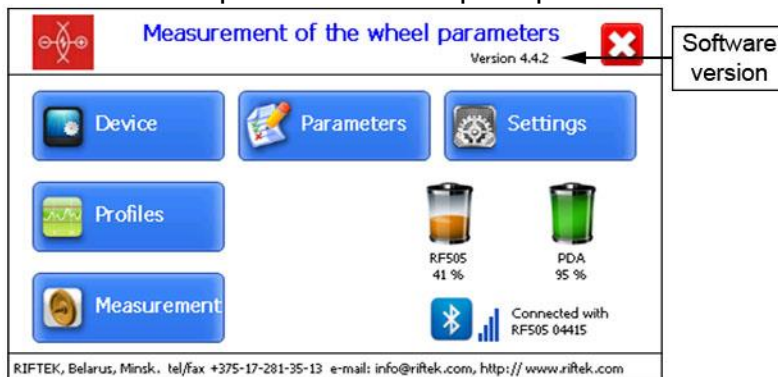 Measurement of the wheel parameters
Version 4.4.2
Software
version
Device
Parameters
Settings
Profiles
RF505
41 %
PDA
95 %
Measurement
Connected with
RF505 04415
RIFTEK, Belarus, Minsk. tel/fax +375-17-281-35-13 e-mail: info@riftek.com, http:// www.riftek.com